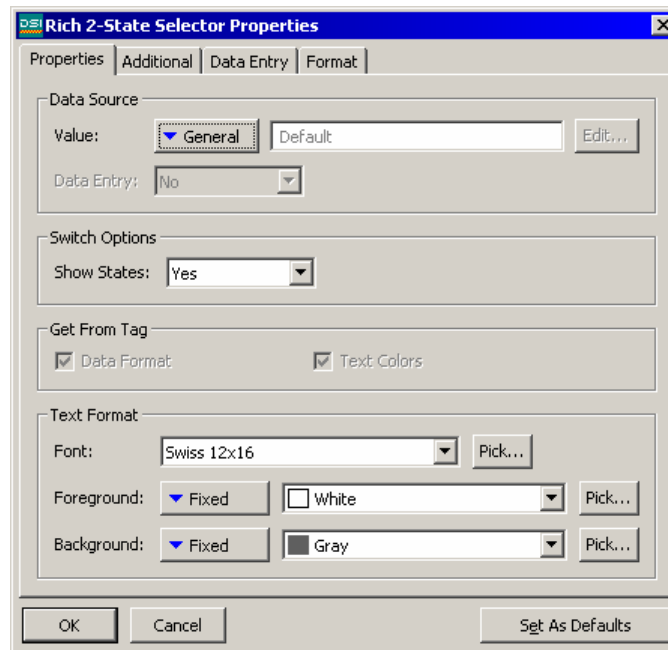 DSI Rich 2-State Selector Properties
Properties Additional Data Entry Format
Data Source
Value: General Default Edit...
Data Entry: No
Switch Options
Show States: Yes
Get From Tag
Data Format Text Colors
Text Format
Font: Swiss 12x16 Pick...
Foreground: Fixed White Pick...
Background: Fixed Gray Pick...
OK Cancel Set As Defaults